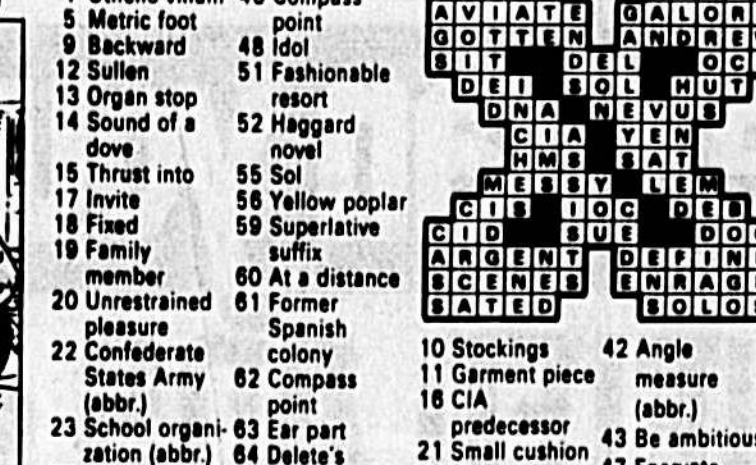 5 Metric foot
9 Backward
12 Sullen
13 Organ stop
14 Sound of a
dove
15 Thrust into
17 Invite
18 Fixed
19 Family
member
20 Unrestrained
pleasure
22 Confederate
States Army
(abbr.)
23 School organi-
zation (abbr.)
point
48 Idol
51 Fashionable
resort
52 Haggard
novel
55 Sol
56 Yellow poplar
59 Superlative
suffix
60 At a distance
61 Former
Spanish
colony
62 Compass
point
63 Ear part
64 Delete's
AVIATE GALOR
GOTTEN ANDRE
SIT DEL OC
DEI SOL HUT
DNA NEVUS
CIA YEN
HMS SAT
MESSY LEM
CIS IOC DEB
CID SUE DO
ARGENT DEFIN
SCENES ENRAG
SATED SOLO
10 Stockings
11 Garment piece
16 CIA
predecessor
21 Small cushion
42 Angle
measure
(abbr.)
43 Be ambitious